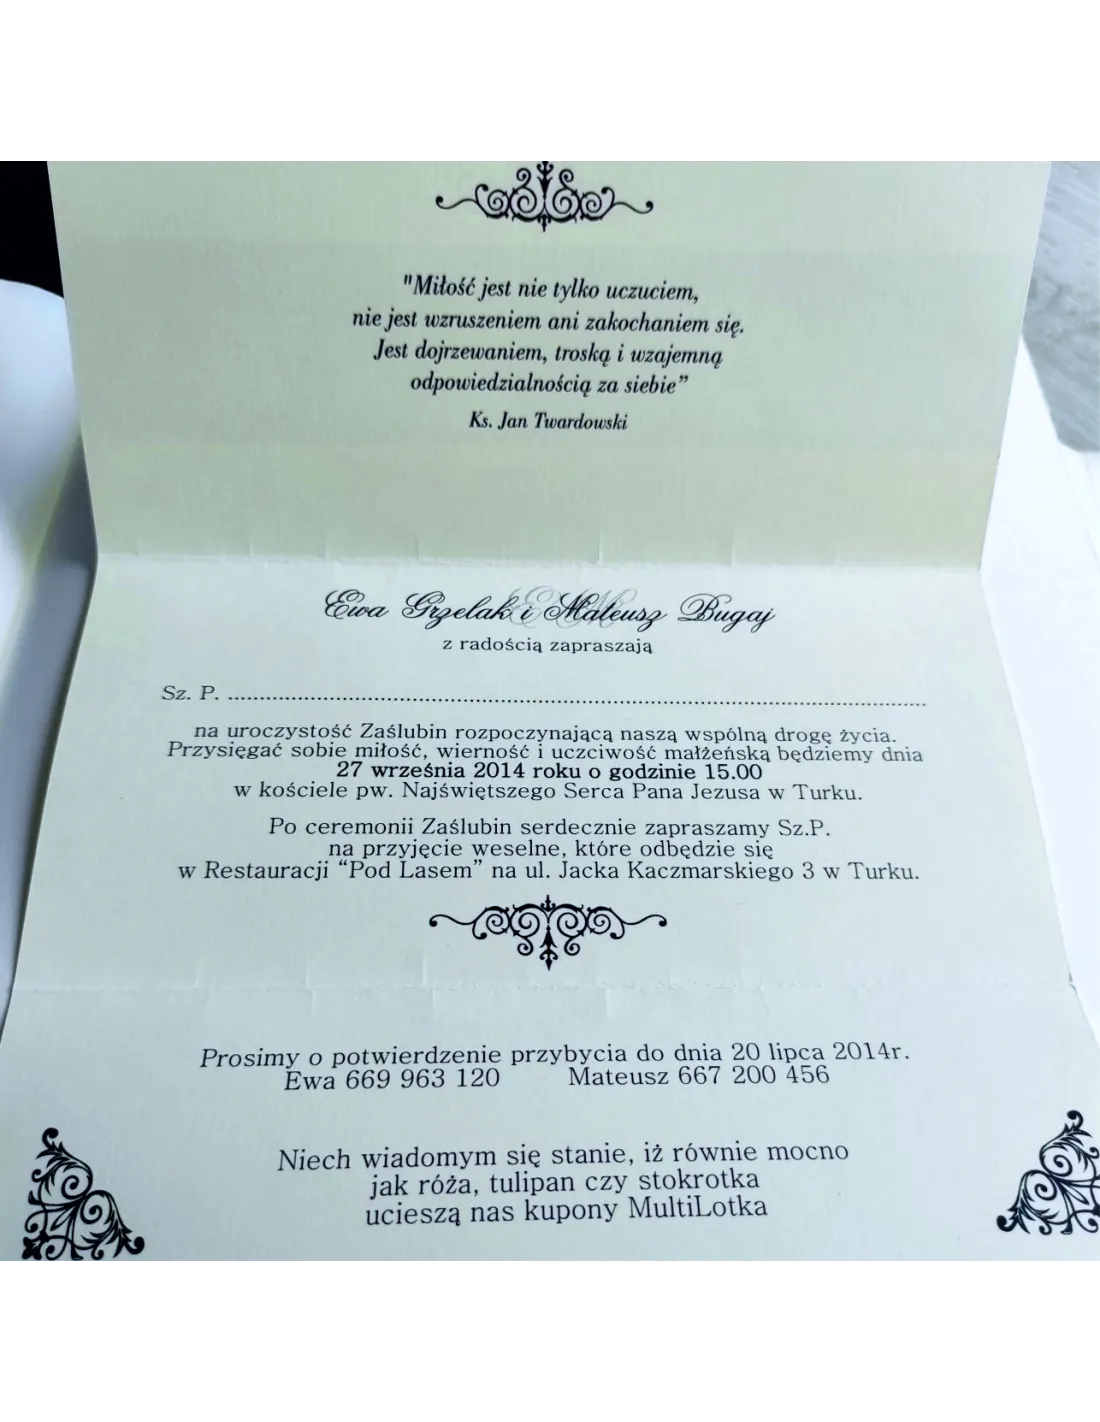 "Miłość jest nie tylko uczuciem,
nie jest wzruszeniem ani zakochaniem się.
Jest dojrzewaniem, troską i wzajemną
odpowiedzialnością za siebie”
Ks. Jan Twardowski
Ewa Grzelak i Mateusz Bugaj
z radością zapraszają
Sz. P. ........................................................................
na uroczystość Zaślubin rozpoczynającą naszą wspólną drogę życia.
Przysięgać sobie miłość, wierność i uczciwość małżeńską będziemy dnia
27 września 2014 roku o godzinie 15.00
w kościele pw. Najświętszego Serca Pana Jezusa w Turku.
Po ceremonii Zaślubin serdecznie zapraszamy Sz.P.
na przyjęcie weselne, które odbędzie się
w Restauracji “Pod Lasem” na ul. Jacka Kaczmarskiego 3 w Turku.
Prosimy o potwierdzenie przybycia do dnia 20 lipca 2014r.
Ewa 669 963 120 Mateusz 667 200 456
Niech wiadomym się stanie, iż równie mocno
jak róża, tulipan czy stokrotka
ucieszą nas kupony MultiLotka